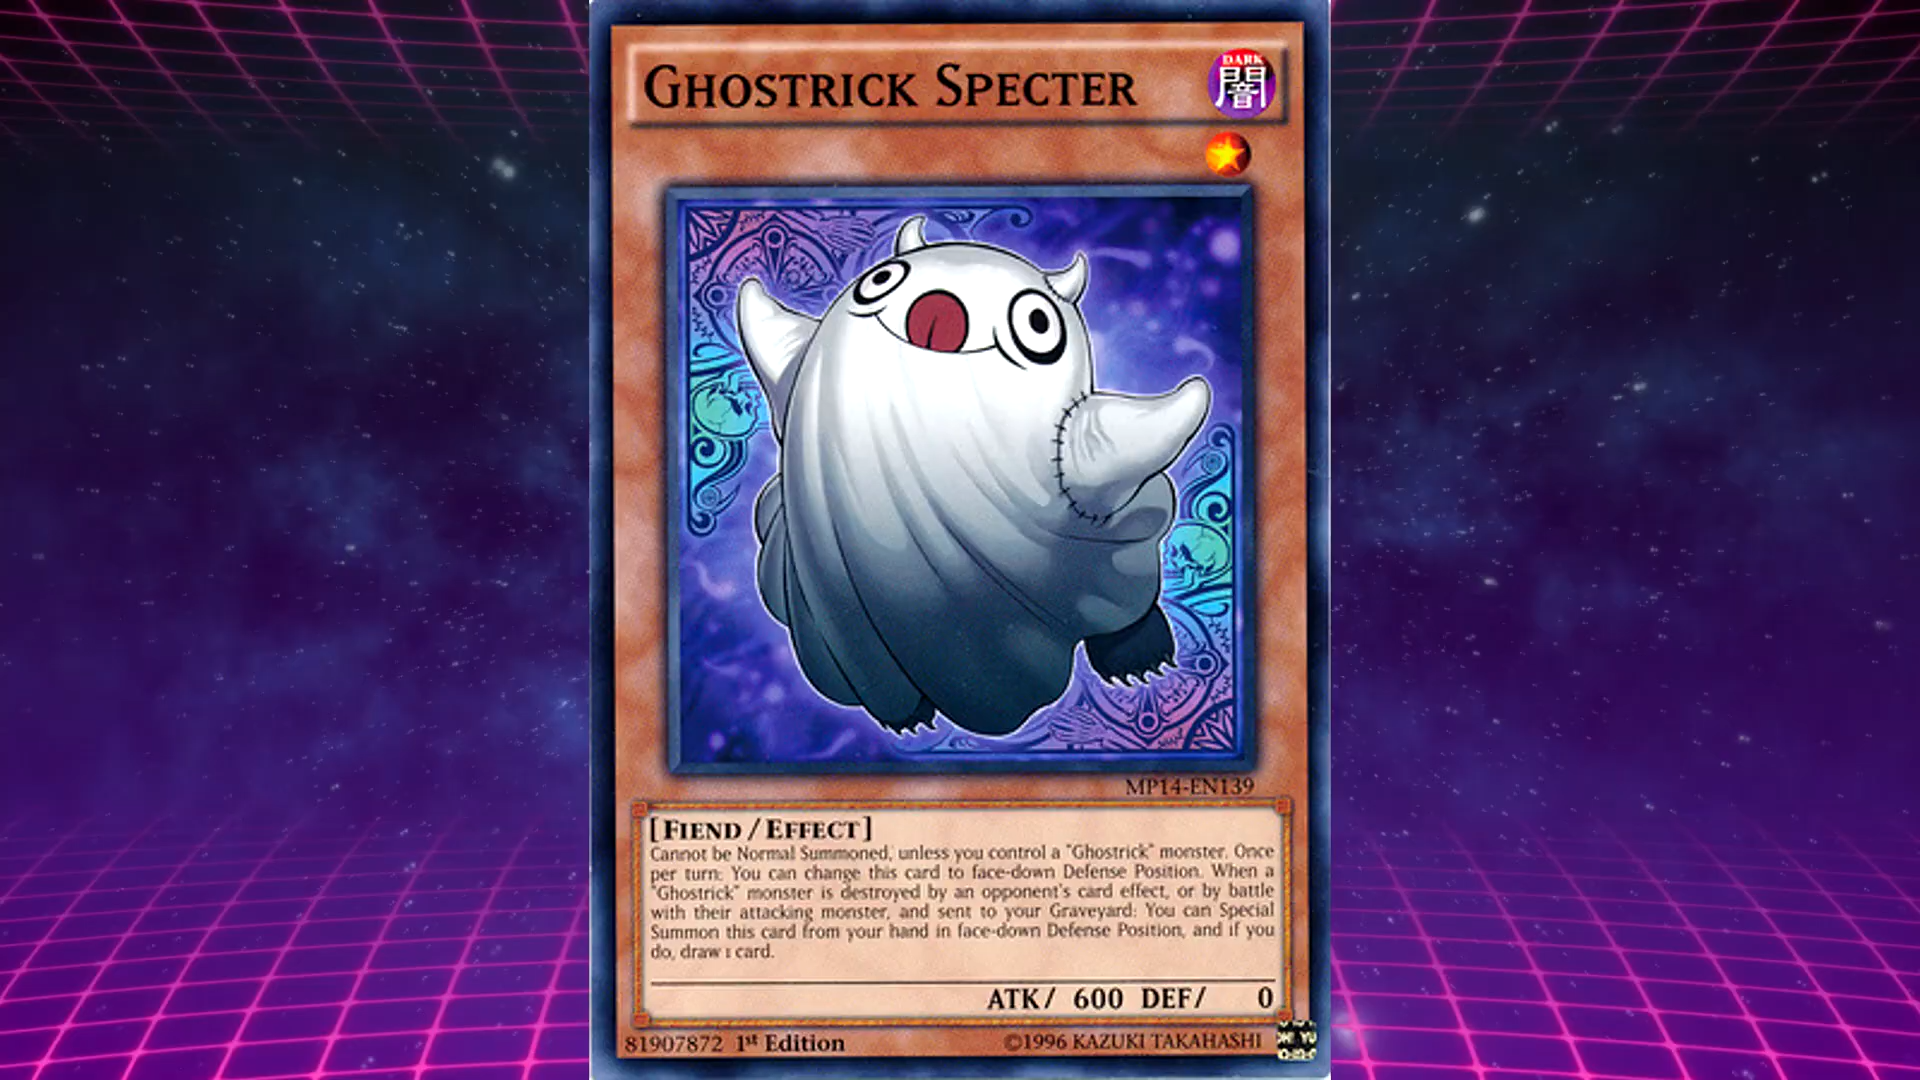 GHOSTRICK SPECTER
DARK
闇
MP14-EN139
[FIEND/EFFECT]
Cannot be Normal Summoned, unless you control a "Ghostrick" monster. Once
per turn: You can change this card to face-down Defense Position. When a
"Ghostrick" monster is destroyed by an opponent's card effect, or by battle
with their attacking monster, and sent to your Graveyard: You can Special
Summon this card from your hand in face-down Defense Position, and if you
do, draw 1 card.
ATK/ 600 DEF/ 0
81907872 1st Edition ©1996 KAZUKI TAKAHASHI